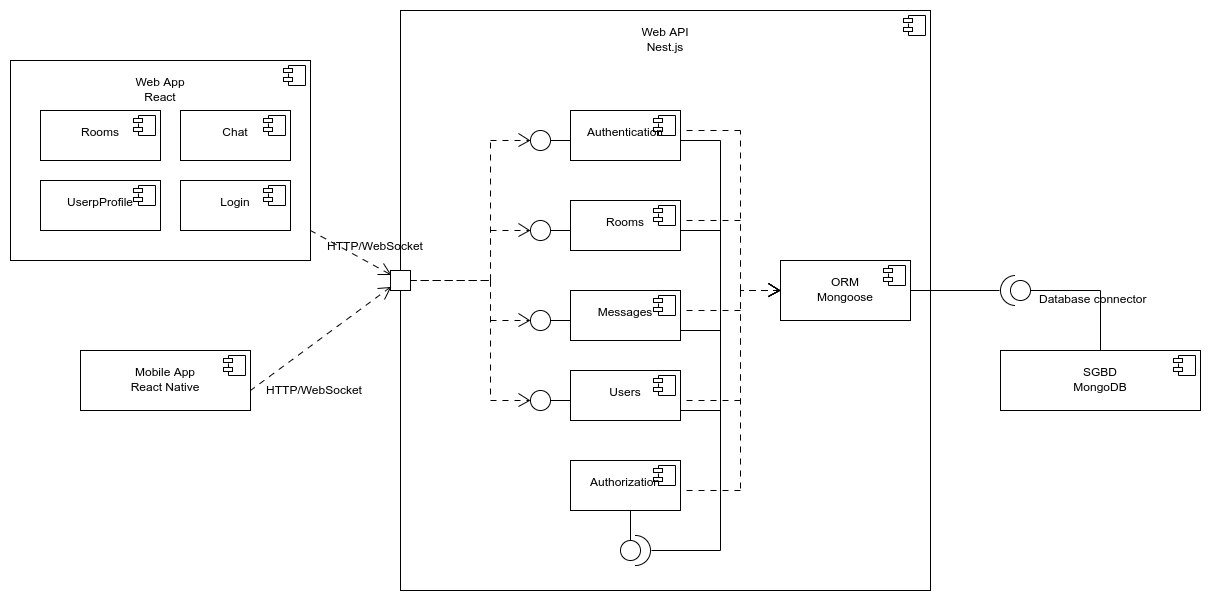 Web API
Nest.js
Web App
React
Rooms
Chat
UserpProfile
Login
HTTP/WebSocket
Mobile App
React Native
HTTP/WebSocket
Authentication
Rooms
Messages
Users
Authorization
ORM
Mongoose
Database connector
SGBD
MongoDB